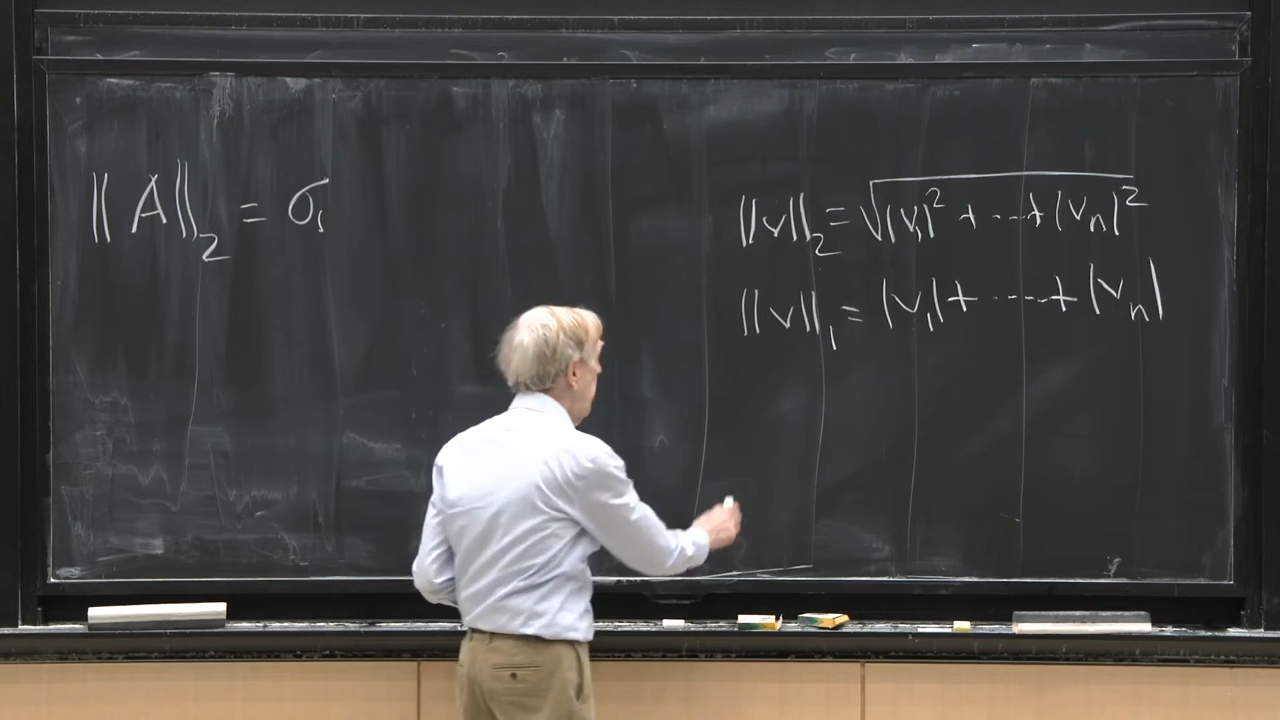 ||A||₂ = σ₁
||v||₂ = √|v₁|² + ... + |vₙ|²
||v||₁ = |v₁| + ... + |vₙ|